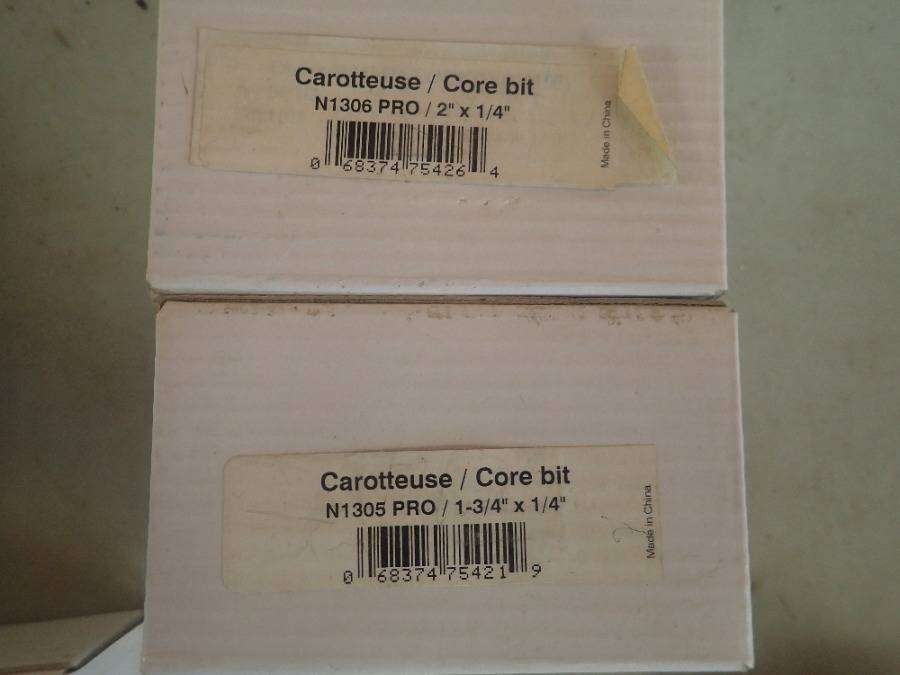 Carotteuse / Core bit
N1306 PRO / 2" x 1/4"
0 68374 75426 4
Made in China
Carotteuse / Core bit
N1305 PRO / 1-3/4" x 1/4"
0 68374 75421 9
Made in China